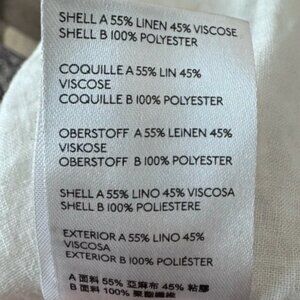 SHELL A 55% LINEN 45% VISCOSE
SHELL B 100% POLYESTER
COQUILLE A 55% LIN 45%
VISCOSE
COQUILLE B 100% POLYESTER
OBERSTOFF A 55% LEINEN 45%
VISKOSE
OBERSTOFF B 100% POLYESTER
SHELL A 55% LINO 45% VISCOSA
SHELL B 100% POLIESTERE
EXTERIOR A 55% LINO 45%
VISCOSA
EXTERIOR B 100% POLIÉSTER
A 面料 55% 亞麻布 45% 粘膠
B 面料 100% 聚酯纖維